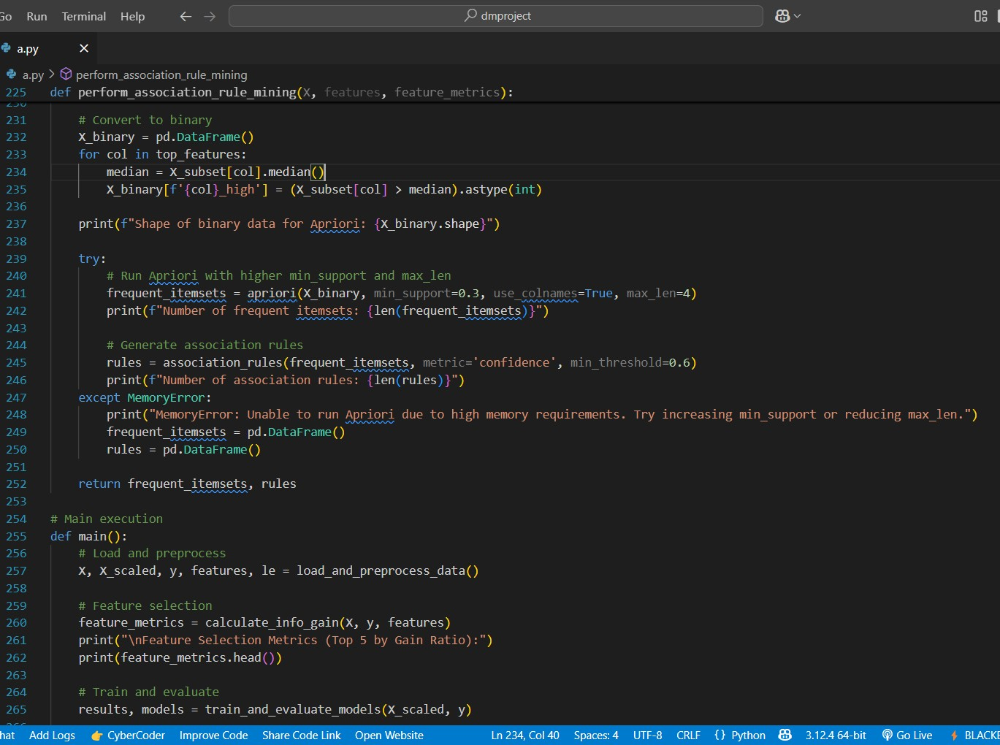 Go Run Terminal Help dmproject
a.py
a.py > perform_association_rule_mining
225 def perform_association_rule_mining(X, features, feature_metrics):
230
231     # Convert to binary
232     X_binary = pd.DataFrame()
233     for col in top_features:
234         median = X_subset[col].median()
235         X_binary[f'{col}_high'] = (X_subset[col] > median).astype(int)
236
237     print(f"Shape of binary data for Apriori: {X_binary.shape}")
238
239     try:
240         # Run Apriori with higher min_support and max_len
241         frequent_itemsets = apriori(X_binary, min_support=0.3, use_colnames=True, max_len=4)
242         print(f"Number of frequent itemsets: {len(frequent_itemsets)}")
243
244         # Generate association rules
245         rules = association_rules(frequent_itemsets, metric='confidence', min_threshold=0.6)
246         print(f"Number of association rules: {len(rules)}")
247     except MemoryError:
248         print("MemoryError: Unable to run Apriori due to high memory requirements. Try increasing min_support or reducing max_len.")
249         frequent_itemsets = pd.DataFrame()
250         rules = pd.DataFrame()
251
252     return frequent_itemsets, rules
253
254 # Main execution
255 def main():
256     # Load and preprocess
257     X, X_scaled, y, features, le = load_and_preprocess_data()
258
259     # Feature selection
260     feature_metrics = calculate_info_gain(X, y, features)
261     print("\nFeature Selection Metrics (Top 5 by Gain Ratio):")
262     print(feature_metrics.head())
263
264     # Train and evaluate
265     results, models = train_and_evaluate_models(X_scaled, y)
hat Add Logs CyberCoder Improve Code Share Code Link Open Website Ln 234, Col 40 Spaces: 4 UTF-8 CRLF {} Python 3.12.4 64-bit Go Live BLACK